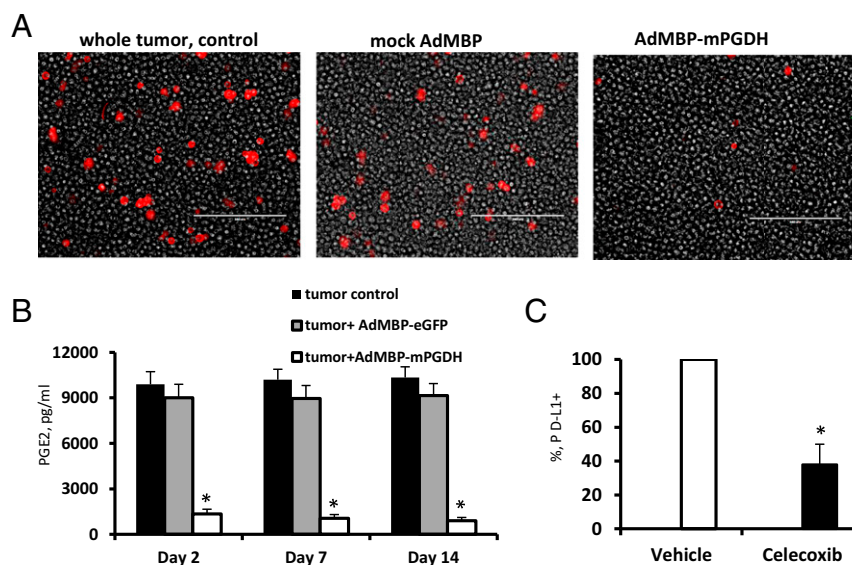 A
whole tumor, control
mock AdMBP
AdMBP-mPGDH
B
tumor control
tumor+ AdMBP-eGFP
tumor+AdMBP-mPGDH
PGE2, pg/ml
12000
9000
6000
3000
0
*
*
*
Day 2
Day 7
Day 14
C
%, P D-L1+
100
80
60
40
20
0
*
Vehicle
Celecoxib